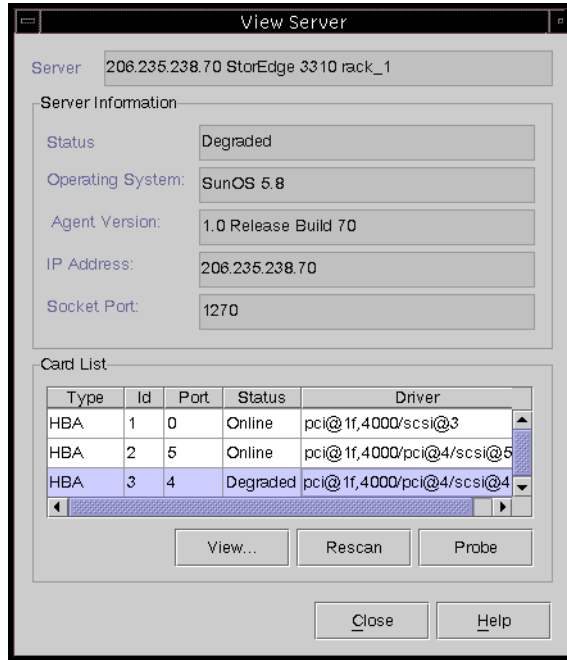 View Server
Server 206.235.238.70 StorEdge 3310 rack_1
Server Information
Status Degraded
Operating System: SunOS 5.8
Agent Version: 1.0 Release Build 70
IP Address: 206.235.238.70
Socket Port: 1270
Card List
Type Id Port Status Driver
HBA 1 0 Online pci@1f,4000/scsi@3
HBA 2 5 Online pci@1f,4000/pci@4/scsi@5
HBA 3 4 Degraded pci@1f,4000/pci@4/scsi@4
View... Rescan Probe
Close Help